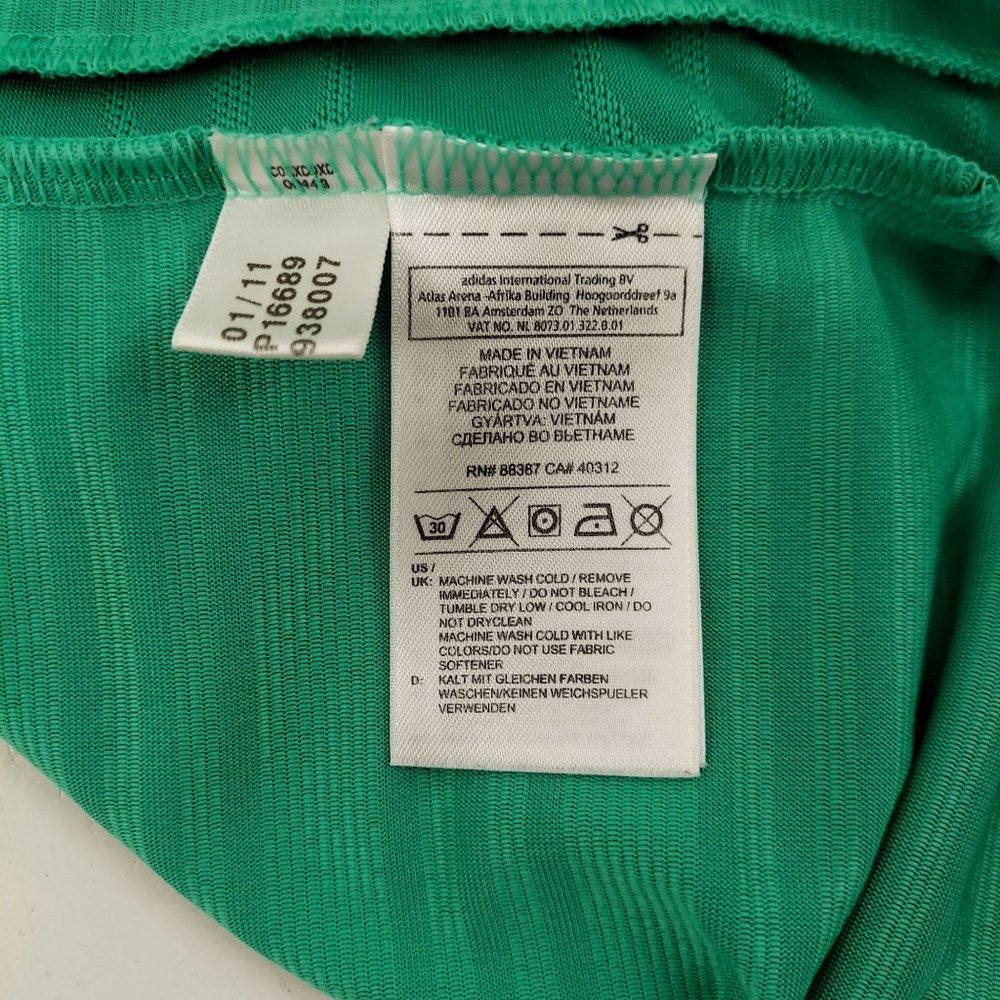 01/11
P16689
938007
adidas International Trading BV
Atlas Arena -Afrika Building Hoogoorddreef 9a
1101 BA Amsterdam ZO The Netherlands
VAT NO. NL 8073.01.322.B.01
MADE IN VIETNAM
FABRIQUÉ AU VIETNAM
FABRICADO EN VIETNAM
FABRICADO NO VIETNAME
GYÁRTVA: VIETNÁM
СДЕЛАНО ВО ВЬЕТНАМЕ
RN# 88387 CA# 40312
30
US /
UK: MACHINE WASH COLD / REMOVE
IMMEDIATELY / DO NOT BLEACH /
TUMBLE DRY LOW / COOL IRON / DO
NOT DRYCLEAN
MACHINE WASH COLD WITH LIKE
COLORS/DO NOT USE FABRIC
SOFTENER
D: KALT MIT GLEICHEN FARBEN
WASCHEN/KEINEN WEICHSPUELER
VERWENDEN